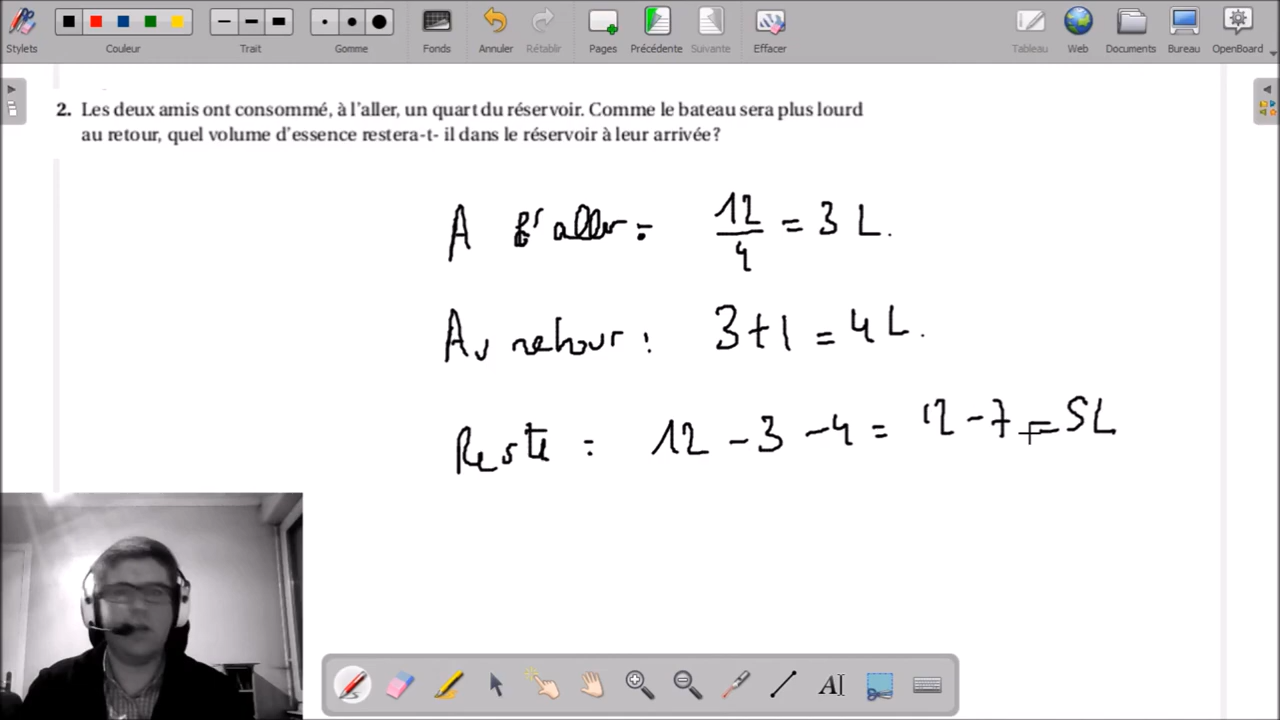 Stylets
Couleur
Trait
Gomme
Fonds
Annuler
Rétablir
Pages
Précédente
Suivante
Effacer
Tableau
Web
Documents
Bureau
OpenBoard
2. Les deux amis ont consommé, à l'aller, un quart du réservoir. Comme le bateau sera plus lourd
au retour, quel volume d'essence restera-t- il dans le réservoir à leur arrivée?
A l'aller: 12/4 = 3 L.
Au retour: 3+1 = 4 L.
Reste : 12 - 3 - 4 = 12 - 7 = 5L
AI